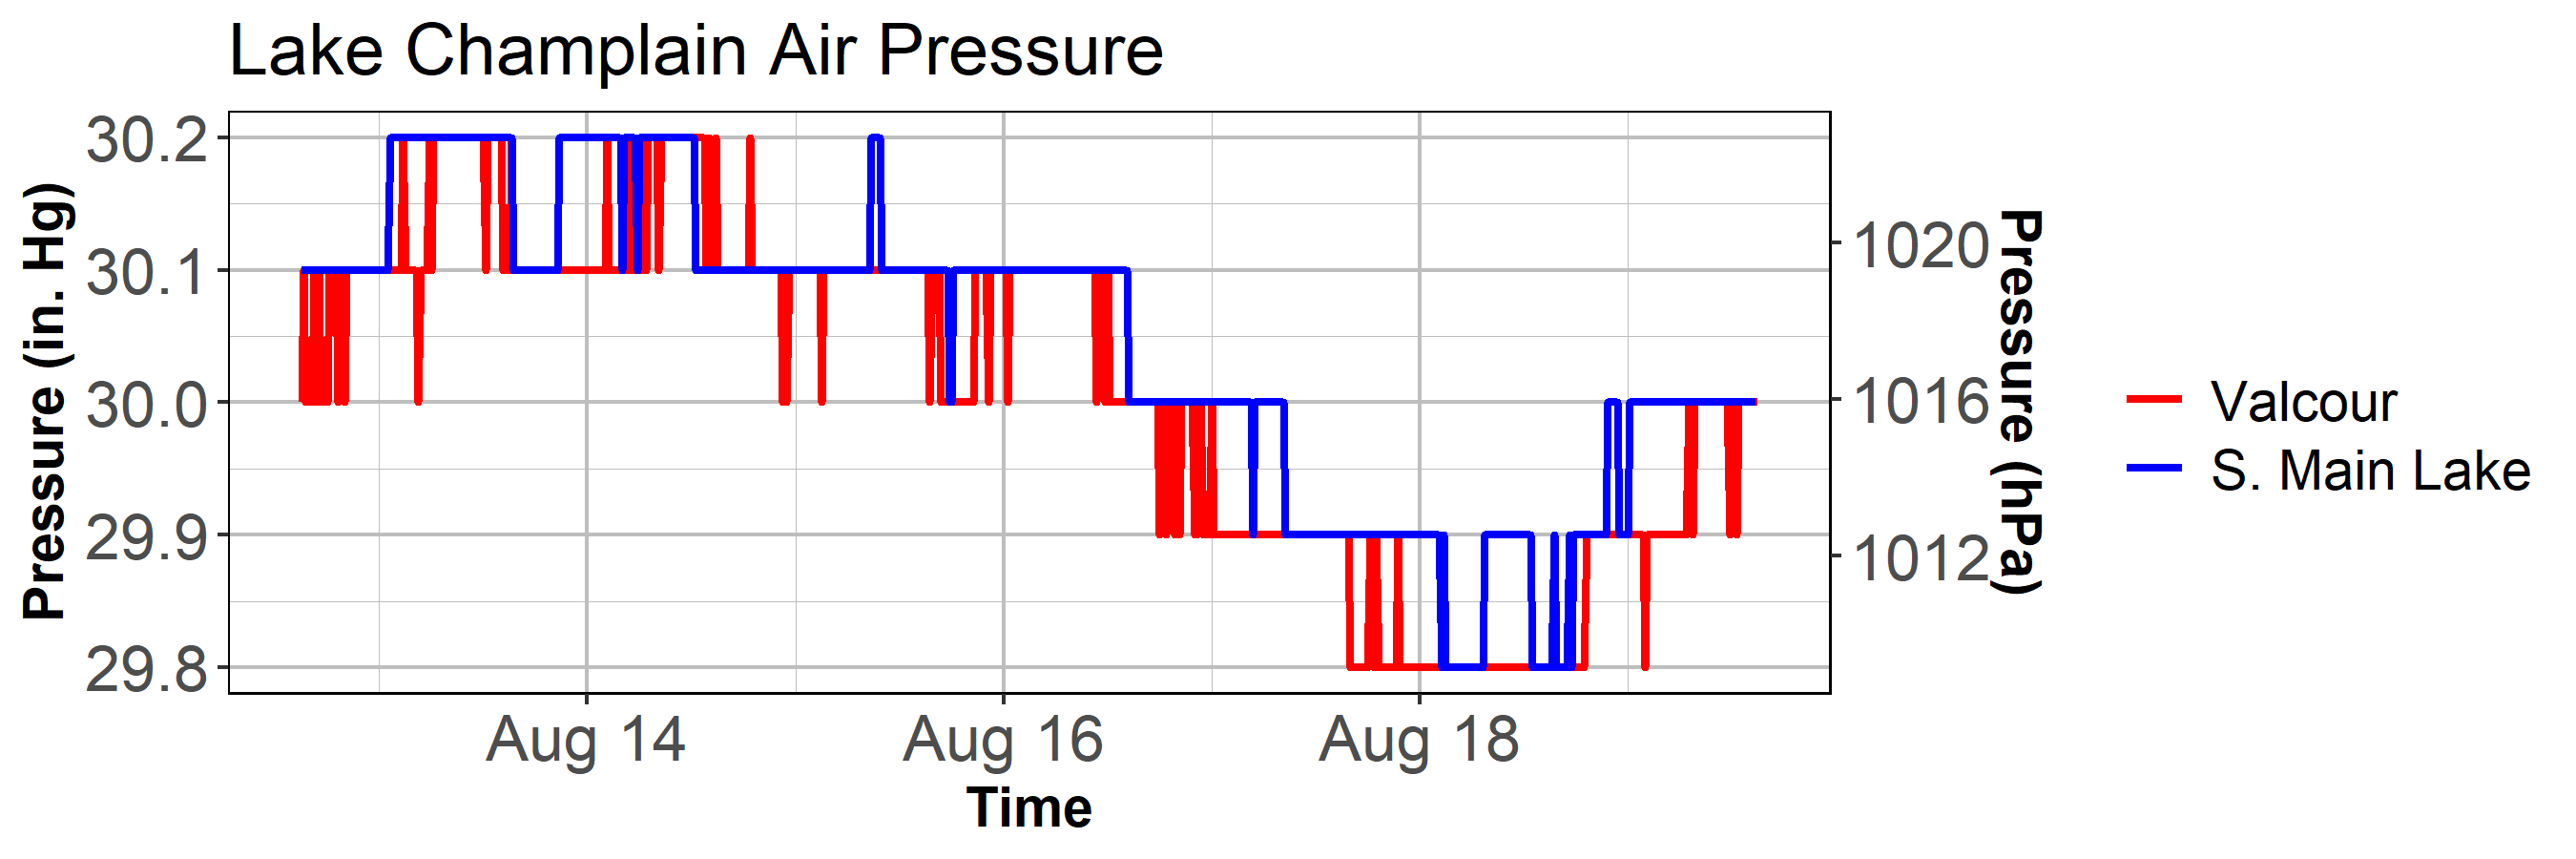 Lake Champlain Air Pressure
Pressure (in. Hg)
30.2
30.1
30.0
29.9
29.8
1020
1016
1012
Pressure (hPa)
Valcour
S. Main Lake
Aug 14
Aug 16
Aug 18
Time